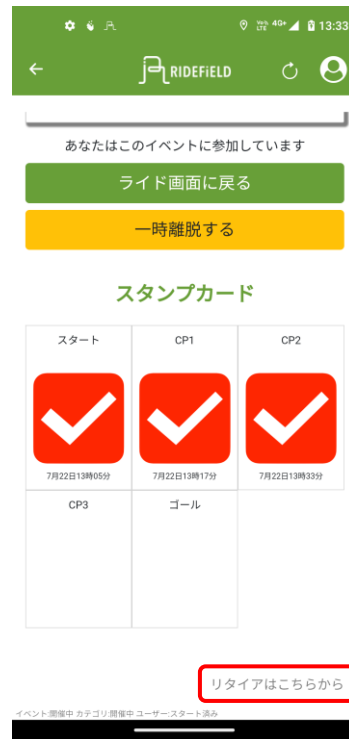 VoLTE 4G+ 13:33
RIDEFiELD
あなたはこのイベントに参加しています
ライド画面に戻る
一時離脱する
スタンプカード
スタート CP1 CP2
7月22日13時05分 7月22日13時17分 7月22日13時33分
CP3 ゴール
リタイアはこちらから
イベント:開催中 カテゴリ:開催中 ユーザー:スタート済み